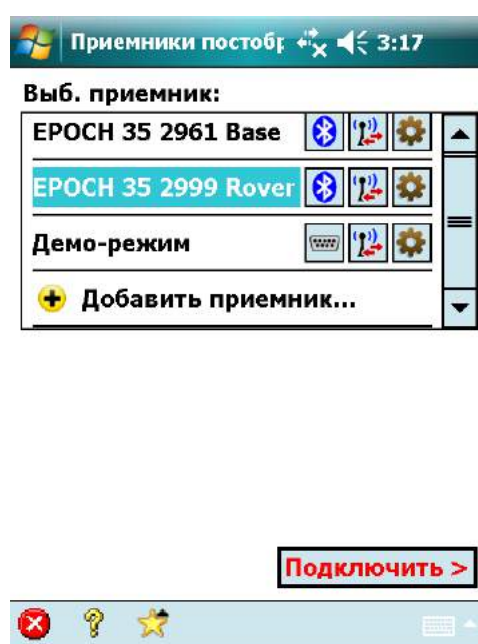 Приемники постобр 3:17
Выб. приемник:
EPOCH 35 2961 Base
EPOCH 35 2999 Rover
Демо-режим
Добавить приемник...
Подключить >